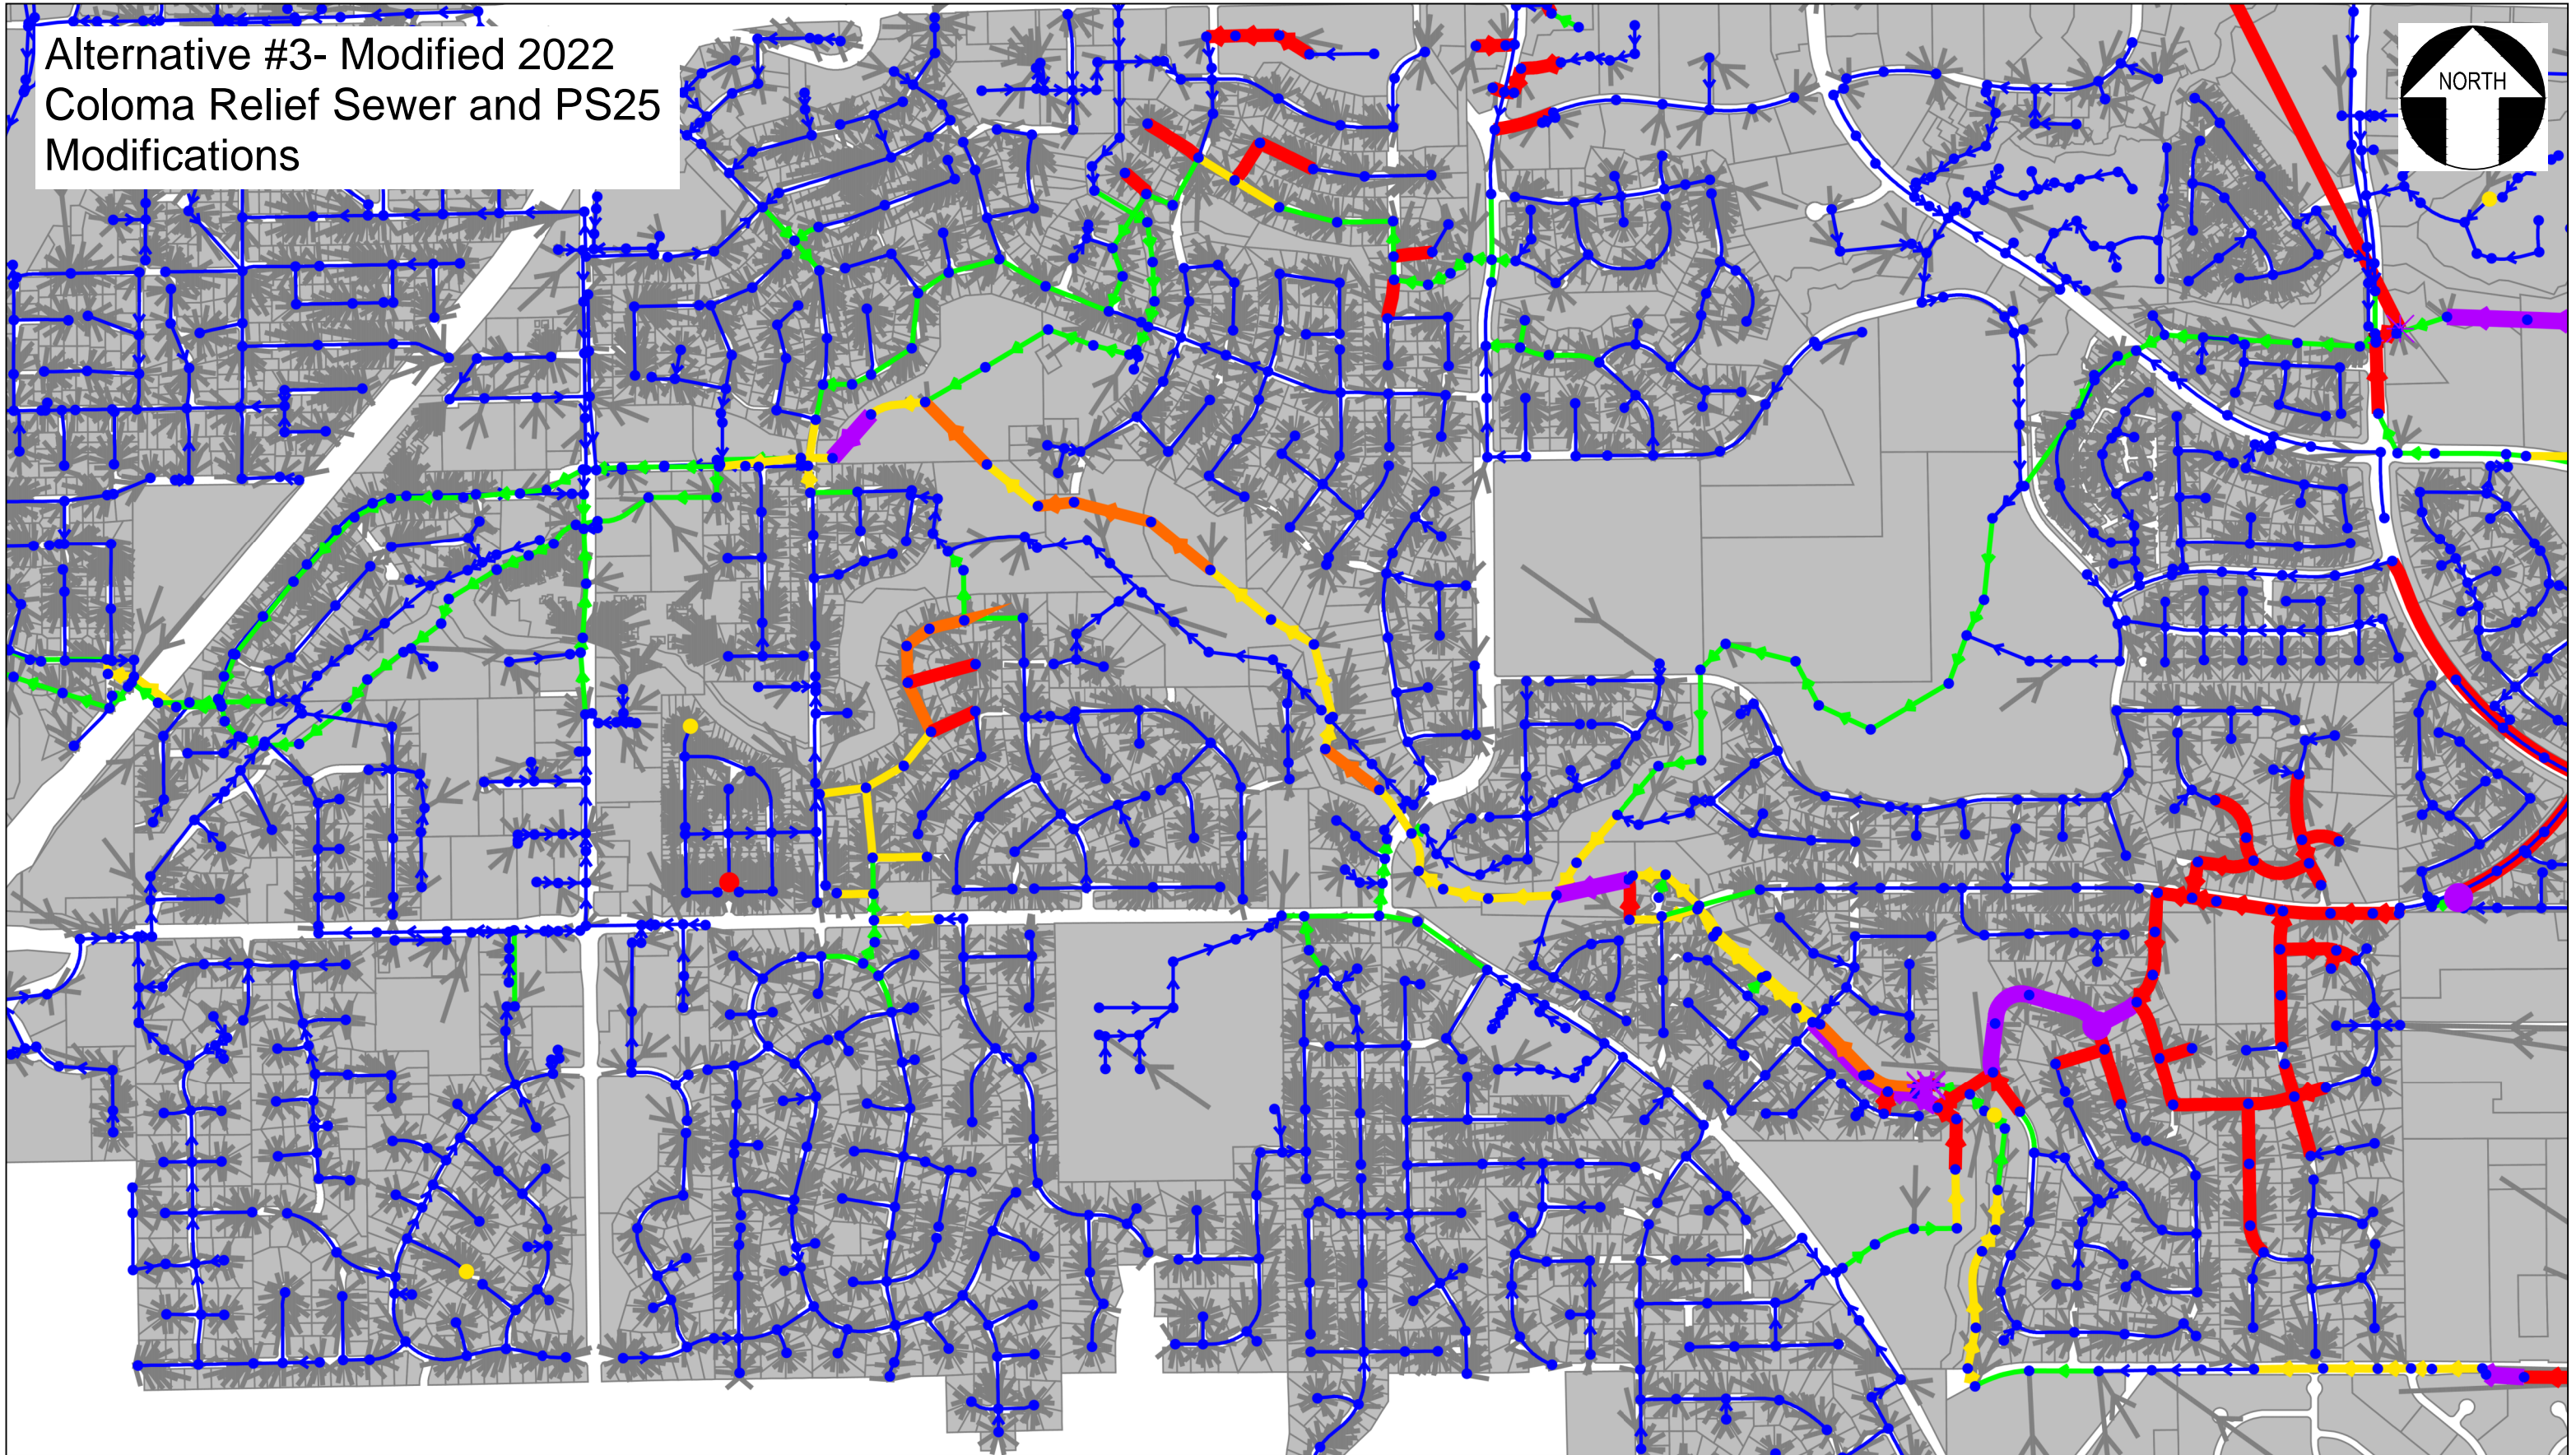 Alternative #3- Modified 2022
Coloma Relief Sewer and PS25
Modifications
NORTH